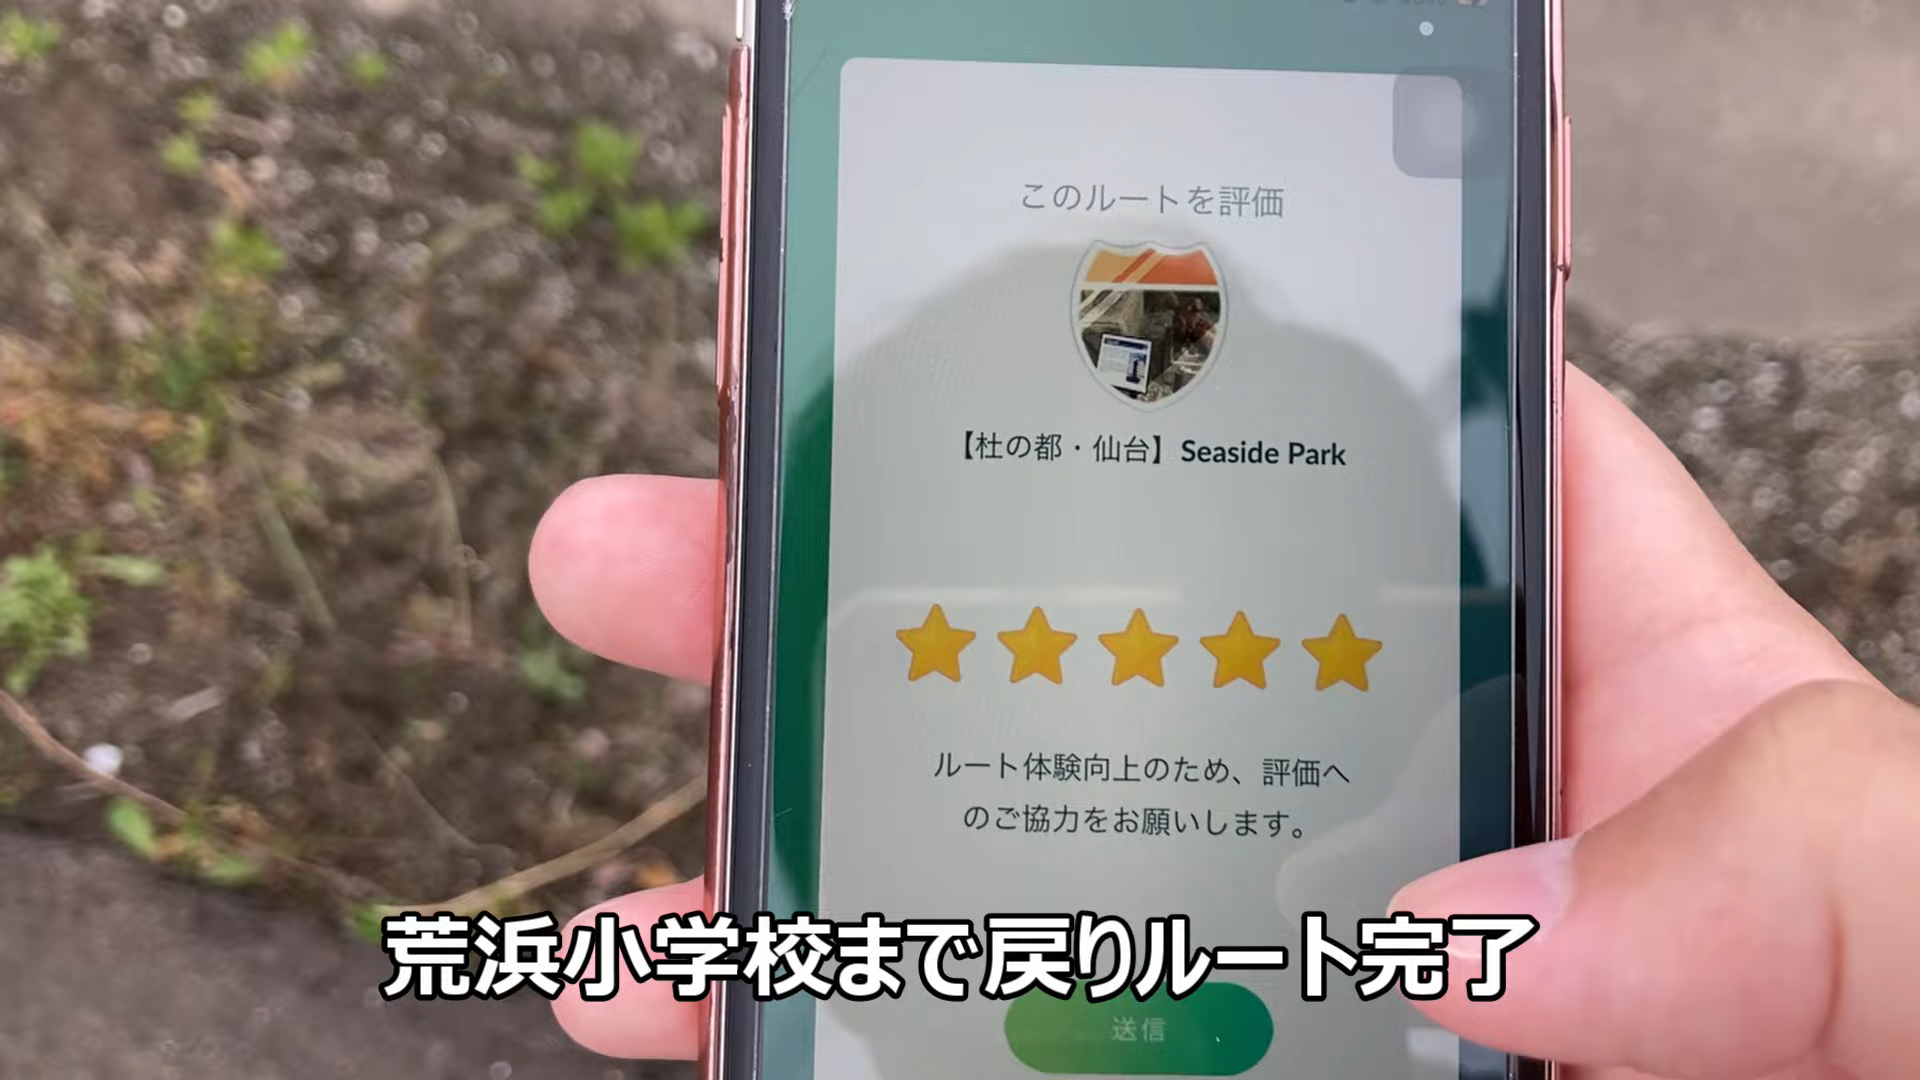 このルートを評価
【杜の都・仙台】Seaside Park
ルート体験向上のため、評価へ
のご協力をお願いします。
荒浜小学校まで戻りルート完了
送信